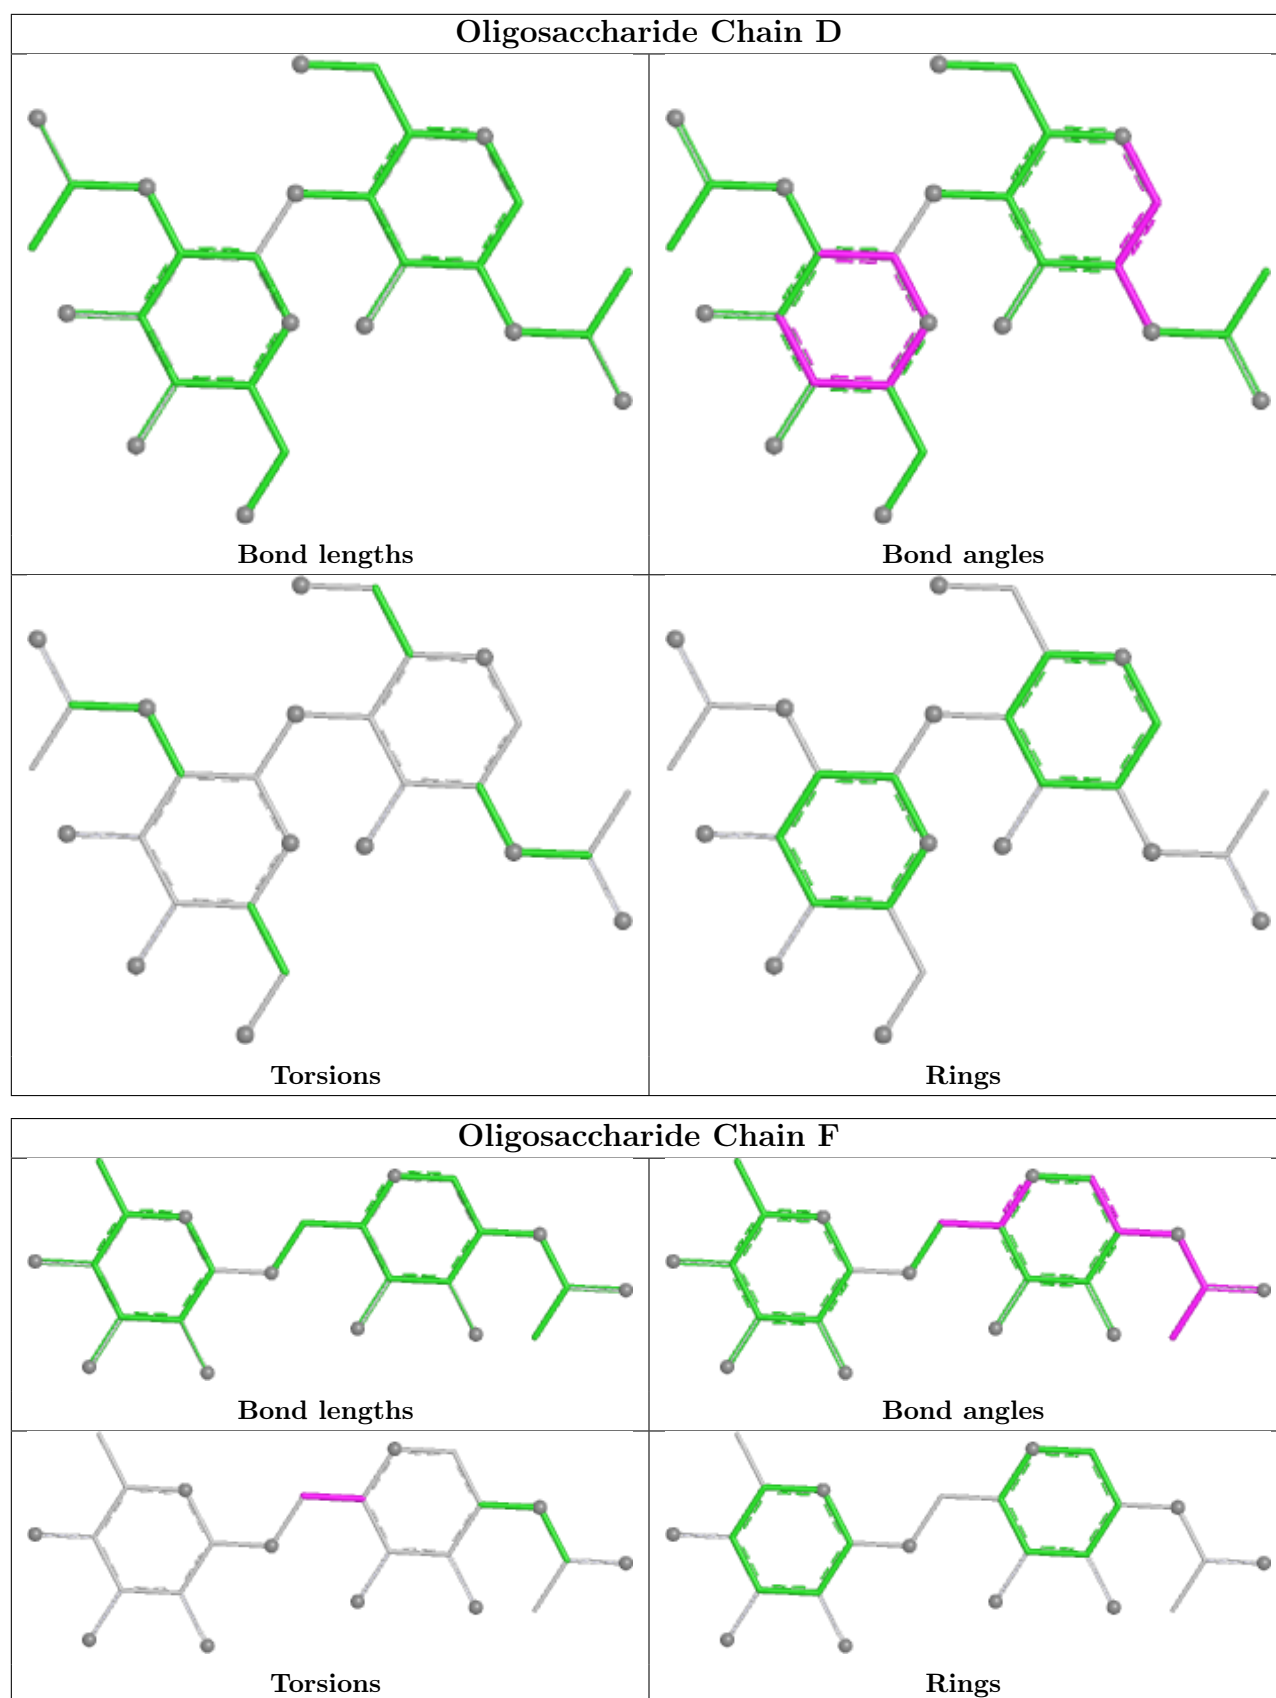 Oligosaccharide Chain D
Bond lengths
Bond angles
Torsions
Rings
Oligosaccharide Chain F
Bond lengths
Bond angles
Torsions
Rings